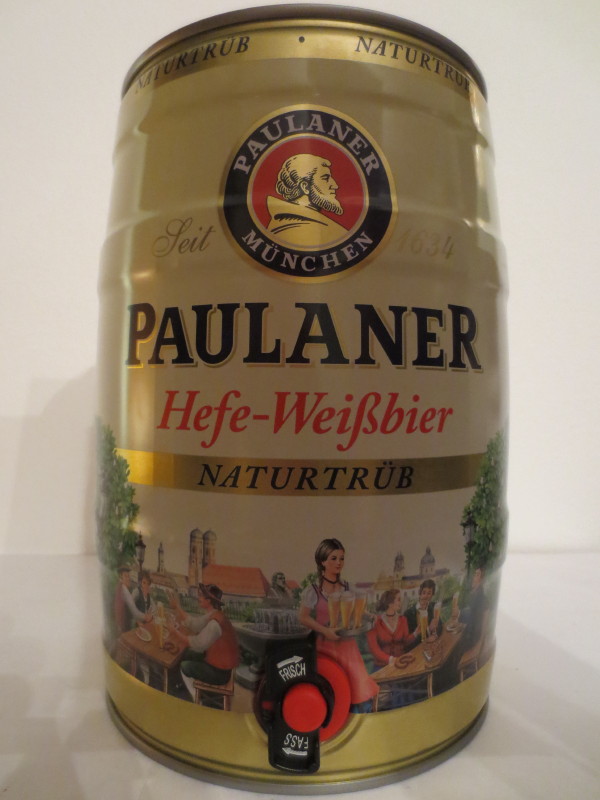 NATURTRÜB • NATURTRÜB
PAULANER
MÜNCHEN
Seit 1634
PAULANER
Hefe-Weißbier
NATURTRÜB
FRISCH
FASS